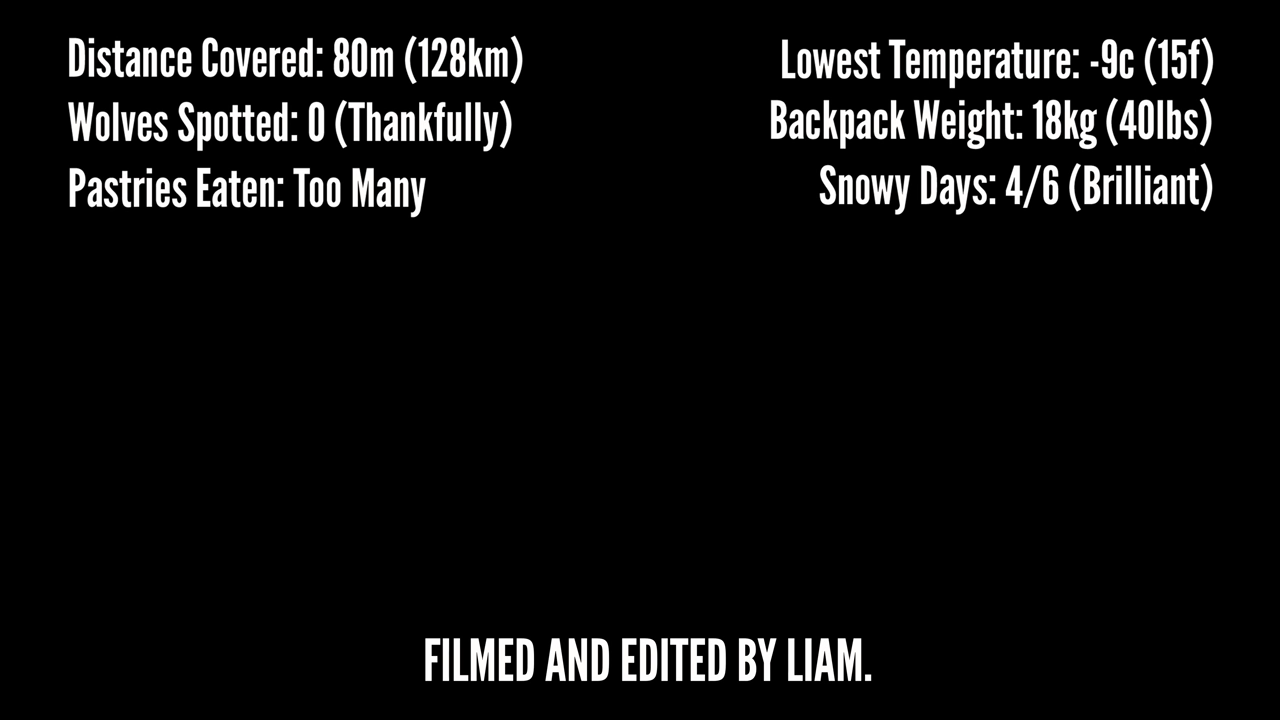 Distance Covered: 80m (128km)
Wolves Spotted: 0 (Thankfully)
Pastries Eaten: Too Many
Lowest Temperature: -9c (15f)
Backpack Weight: 18kg (40lbs)
Snowy Days: 4/6 (Brilliant)
FILMED AND EDITED BY LIAM.